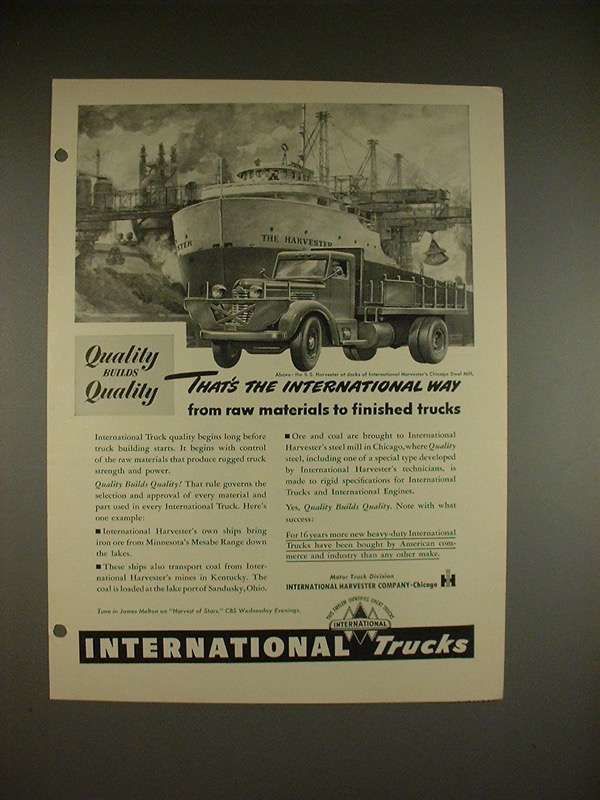 STER
THE HARVESTER
Above—the S.S. Harvester at docks of International Harvester's Chicago Steel Mill.
Quality
BUILDS
Quality
THAT'S THE INTERNATIONAL WAY
from raw materials to finished trucks
International Truck quality begins long before
truck building starts. It begins with control
of the raw materials that produce rugged truck
strength and power.
Quality Builds Quality! That rule governs the
selection and approval of every material and
part used in every International Truck. Here's
one example:
■ International Harvester's own ships bring
iron ore from Minnesota's Mesabe Range down
the lakes.
■ These ships also transport coal from Inter-
national Harvester's mines in Kentucky. The
coal is loaded at the lake port of Sandusky, Ohio.
■ Ore and coal are brought to International
Harvester's steel mill in Chicago, where Quality
steel, including one of a special type developed
by International Harvester's technicians, is
made to rigid specifications for International
Trucks and International Engines.
Yes, Quality Builds Quality. Note with what
success:
For 16 years more new heavy-duty International
Trucks have been bought by American com-
merce and industry than any other make.
Motor Truck Division
INTERNATIONAL HARVESTER COMPANY—Chicago
Tune in James Melton on "Harvest of Stars," CBS Wednesday Evenings.
INTERNATIONAL
INTERNATIONAL Trucks